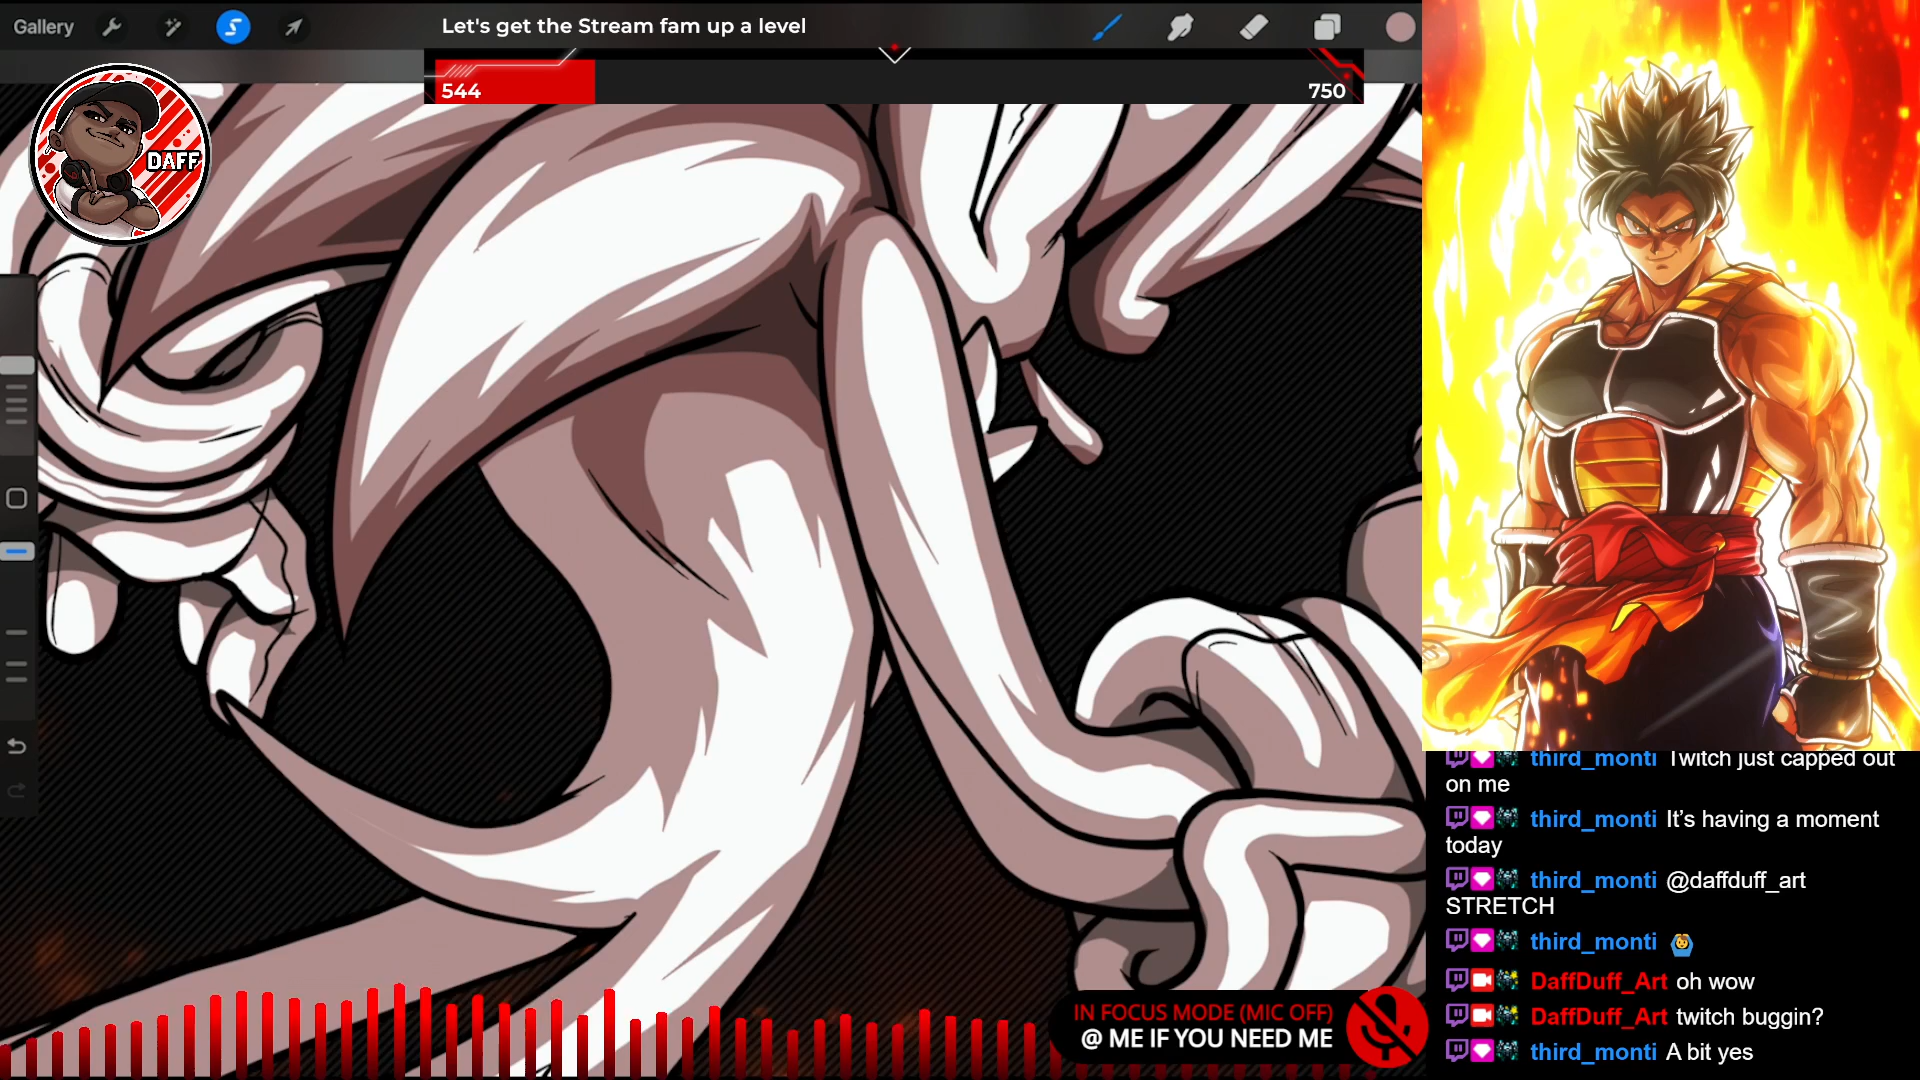 Gallery
Let's get the Stream fam up a level
544
750
DAFF
third_monti Twitch just capped out
on me
third_monti It's having a moment
today
third_monti @daffduff_art
STRETCH
third_monti 🙆
DaffDuff_Art oh wow
DaffDuff_Art twitch buggin?
third_monti A bit yes
IN FOCUS MODE (MIC OFF)
@ ME IF YOU NEED ME